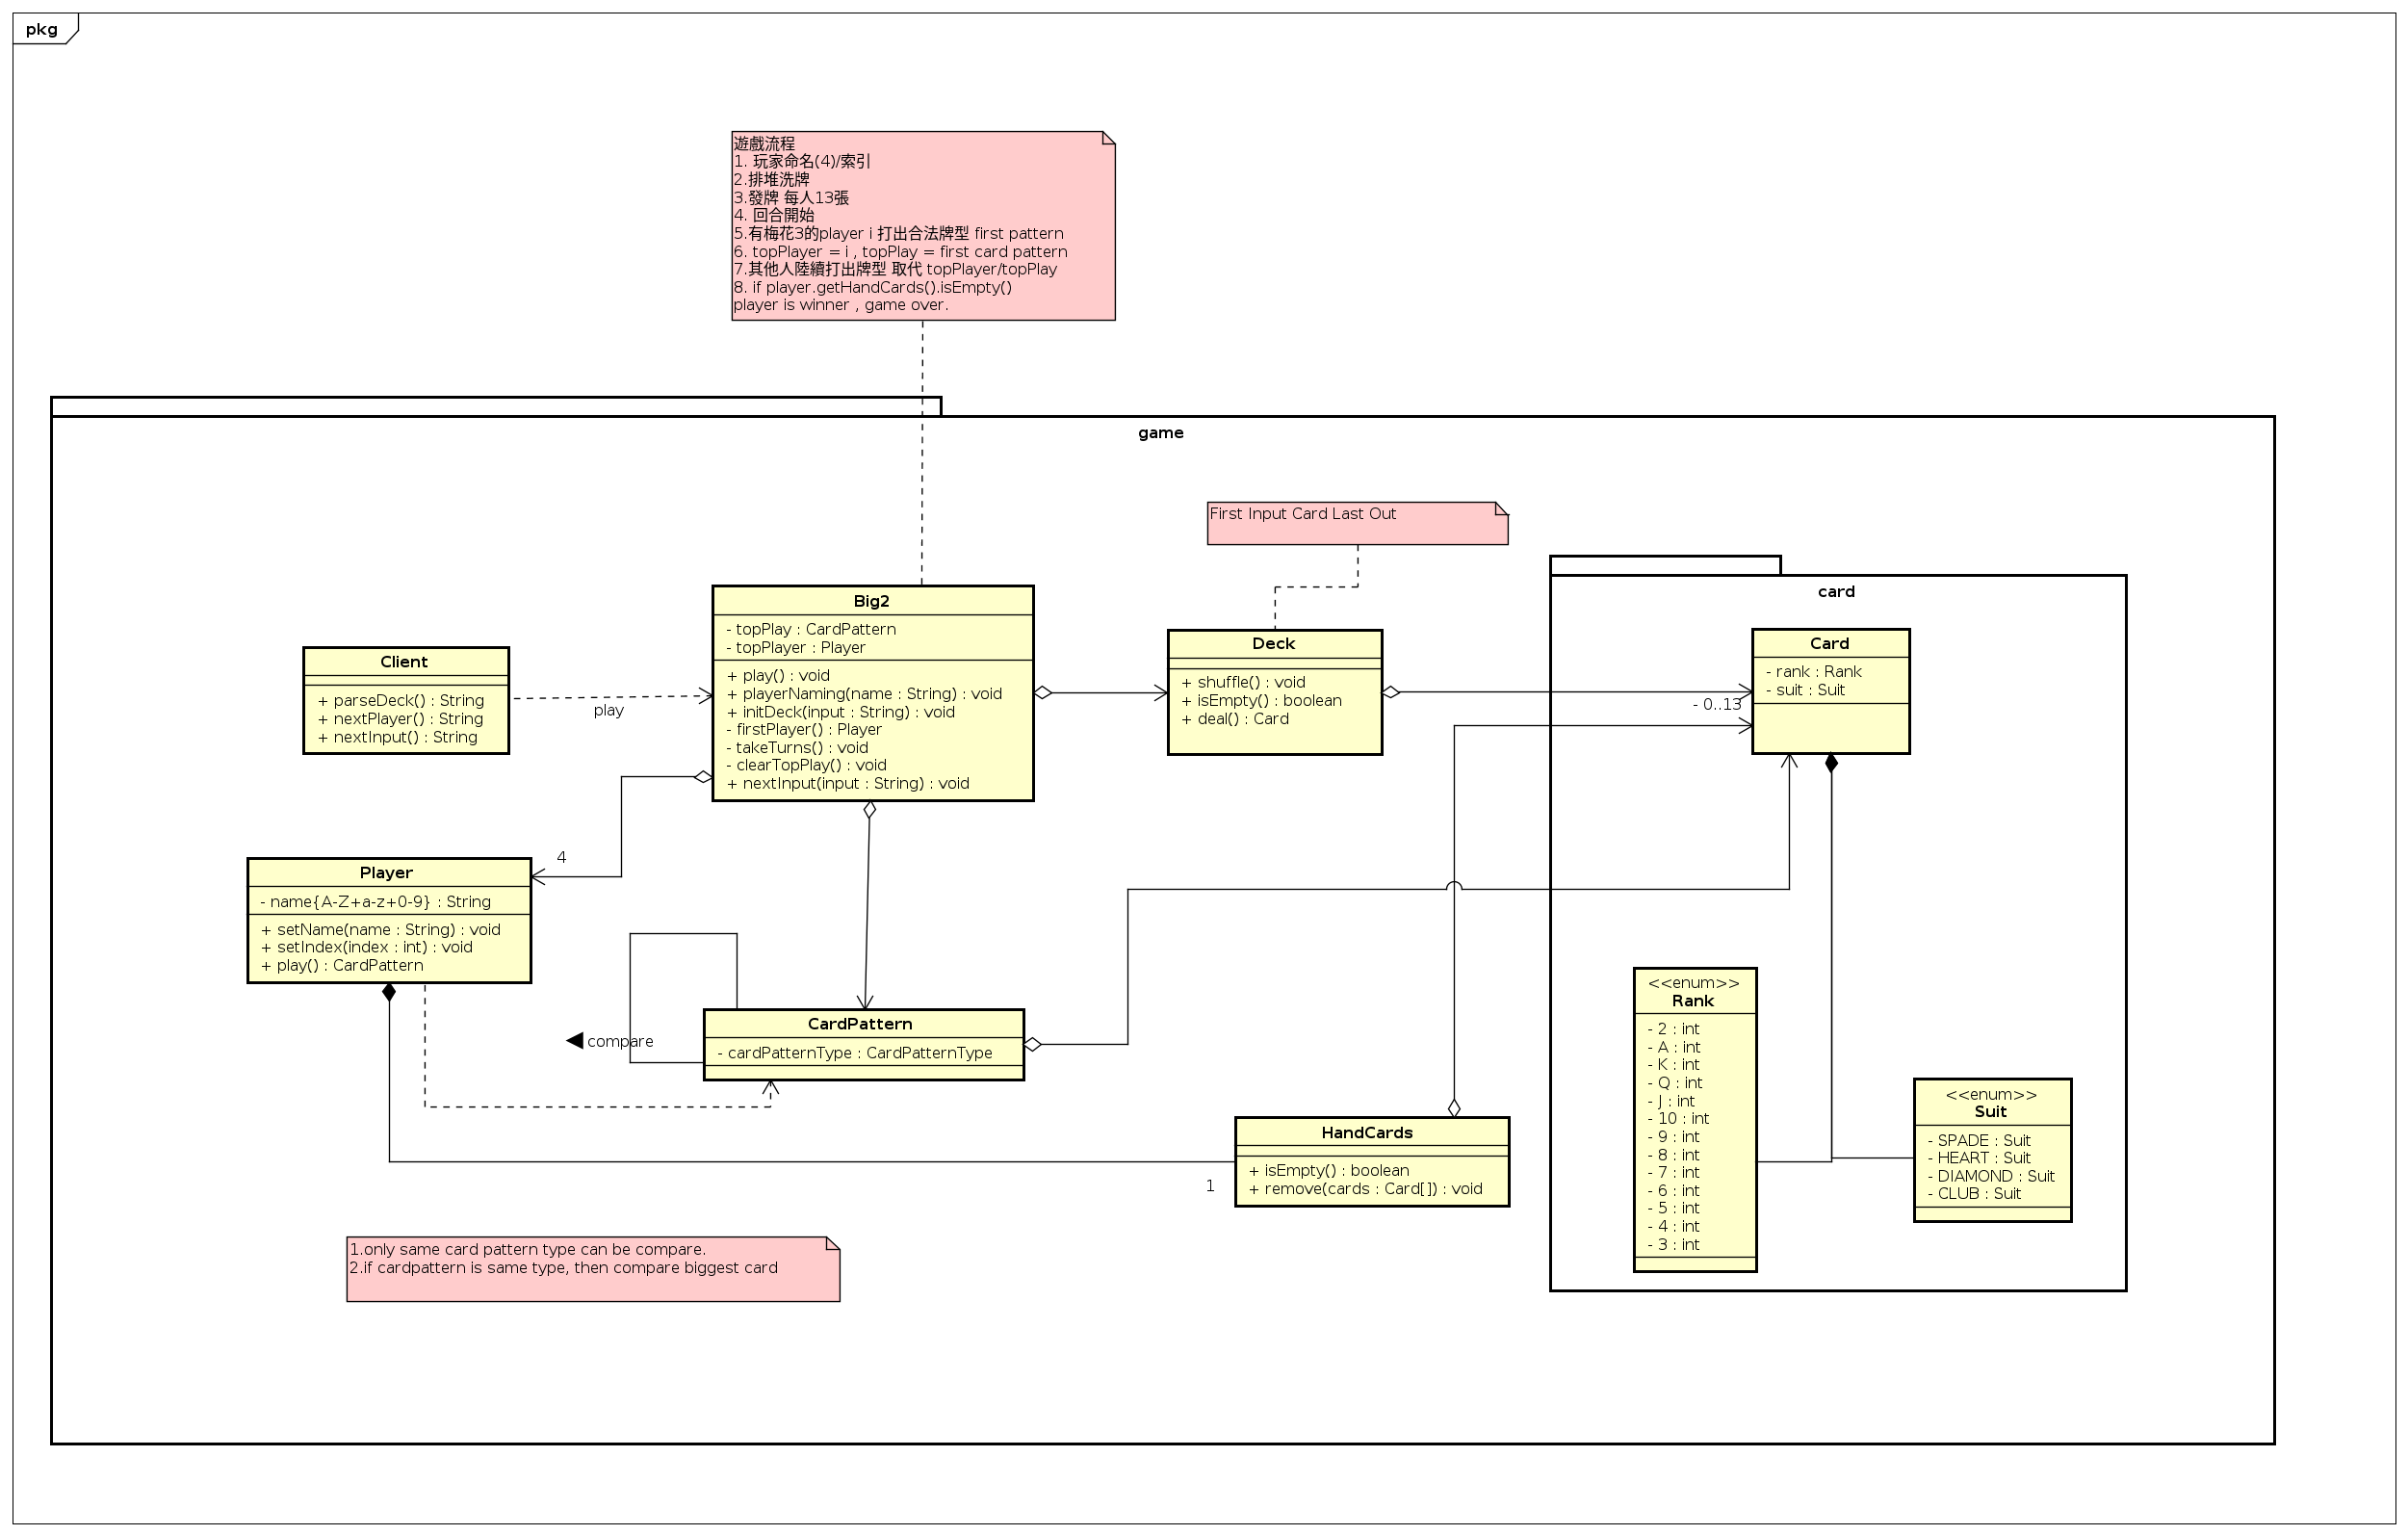 pkg
遊戲流程
1. 玩家命名(4)/索引
2.排堆洗牌
3.發牌 每人13張
4. 回合開始
5.有梅花3的player i 打出合法牌型 first pattern
6. topPlayer = i , topPlay = first card pattern
7.其他人陸續打出牌型 取代 topPlayer/topPlay
8. if player.getHandCards().isEmpty()
player is winner , game over.
game
First Input Card Last Out
card
Client
+ parseDeck() : String
+ nextPlayer() : String
+ nextInput() : String
play
Big2
- topPlay : CardPattern
- topPlayer : Player
+ play() : void
+ playerNaming(name : String) : void
+ initDeck(input : String) : void
- firstPlayer() : Player
- takeTurns() : void
- clearTopPlay() : void
+ nextInput(input : String) : void
Deck
+ shuffle() : void
+ isEmpty() : boolean
+ deal() : Card
Card
- rank : Rank
- suit : Suit
- 0..13
4
Player
- name{A-Z+a-z+0-9} : String
+ setName(name : String) : void
+ setIndex(index : int) : void
+ play() : CardPattern
CardPattern
- cardPatternType : CardPatternType
compare
HandCards
+ isEmpty() : boolean
+ remove(cards : Card[]) : void
1
<<enum>>
Rank
- 2 : int
- A : int
- K : int
- Q : int
- J : int
- 10 : int
- 9 : int
- 8 : int
- 7 : int
- 6 : int
- 5 : int
- 4 : int
- 3 : int
<<enum>>
Suit
- SPADE : Suit
- HEART : Suit
- DIAMOND : Suit
- CLUB : Suit
1.only same card pattern type can be compare.
2.if cardpattern is same type, then compare biggest card